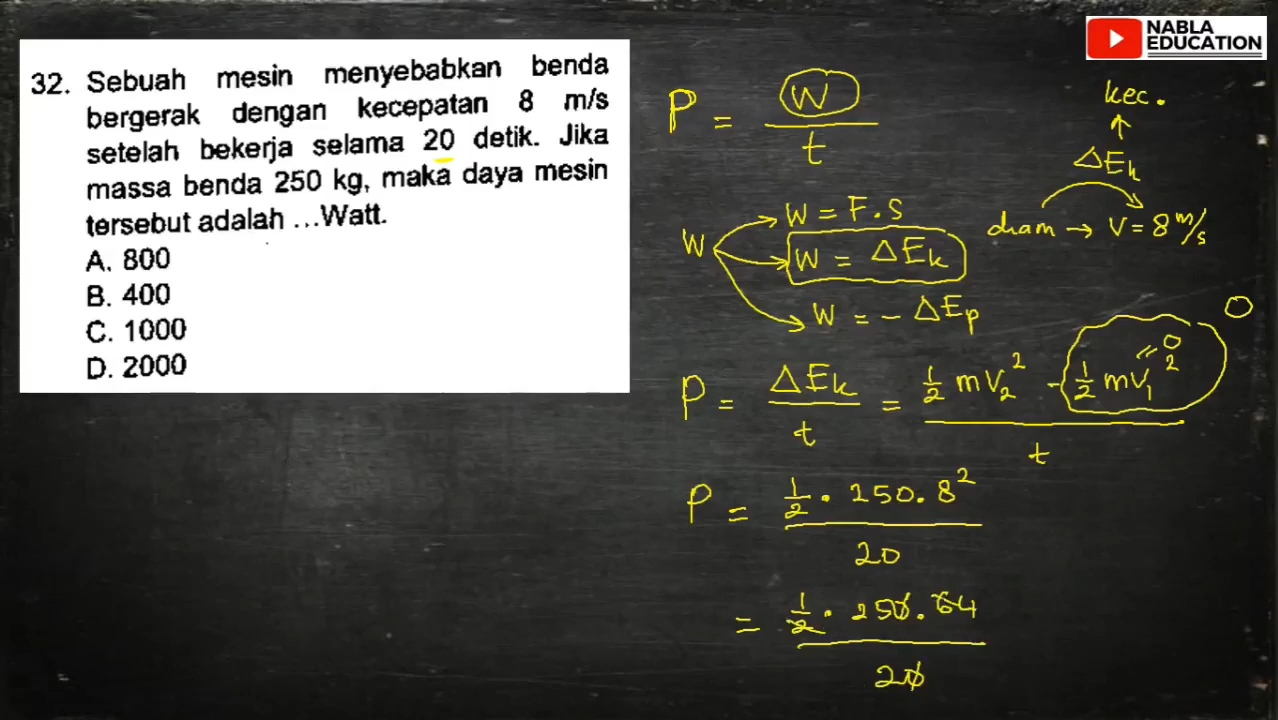 NABLA
EDUCATION
32. Sebuah mesin menyebabkan benda
bergerak dengan kecepatan 8 m/s
setelah bekerja selama 20 detik. Jika
massa benda 250 kg, maka daya mesin
tersebut adalah ...Watt.
A. 800
B. 400
C. 1000
D. 2000
P = W/t
kec.
↑
ΔEk
diam → V = 8 m/s
W → W = F.S
→ W = ΔEk
→ W = - ΔEp
P = ΔEk/t = (½ mV₂² - ½ mV₁²)/t
= 0
0
P = (½ . 250 . 8²)/20
= (½ . 250 . 64)/20